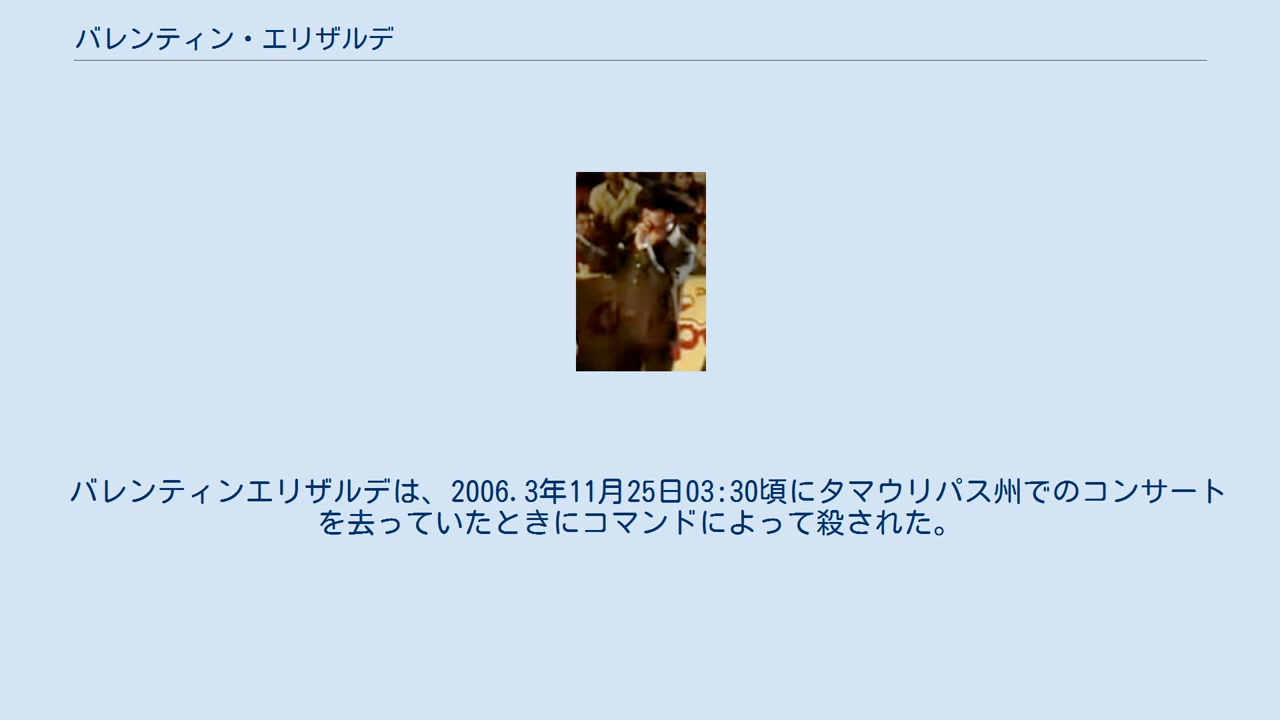 バレンティン・エリザルデ
バレンティンエリザルデは、2006.3年11月25日03:30頃にタマウリパス州でのコンサート
を去っていたときにコマンドによって殺された。